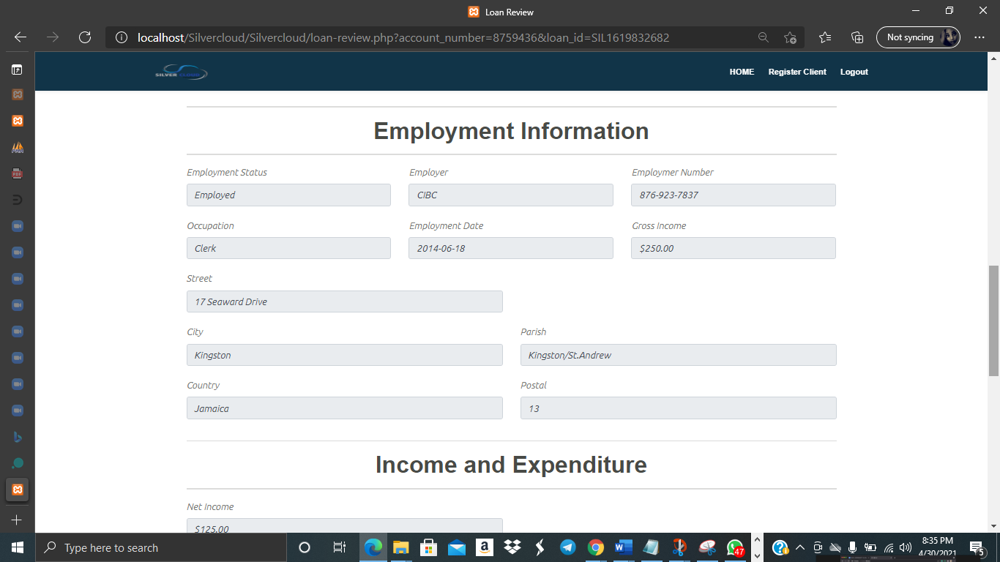 Loan Review
localhost/Silvercloud/Silvercloud/loan-review.php?account_number=8759436&loan_id=SIL1619832682
Not syncing
SILVER CLOUD
HOME Register Client Logout
Employment Information
Employment Status Employer Employmer Number
Employed CIBC 876-923-7837
Occupation Employment Date Gross Income
Clerk 2014-06-18 $250.00
Street
17 Seaward Drive
City Parish
Kingston Kingston/St.Andrew
Country Postal
Jamaica 13
Income and Expenditure
Net Income
$125.00
Type here to search
47
8:35 PM
4/30/2021
5